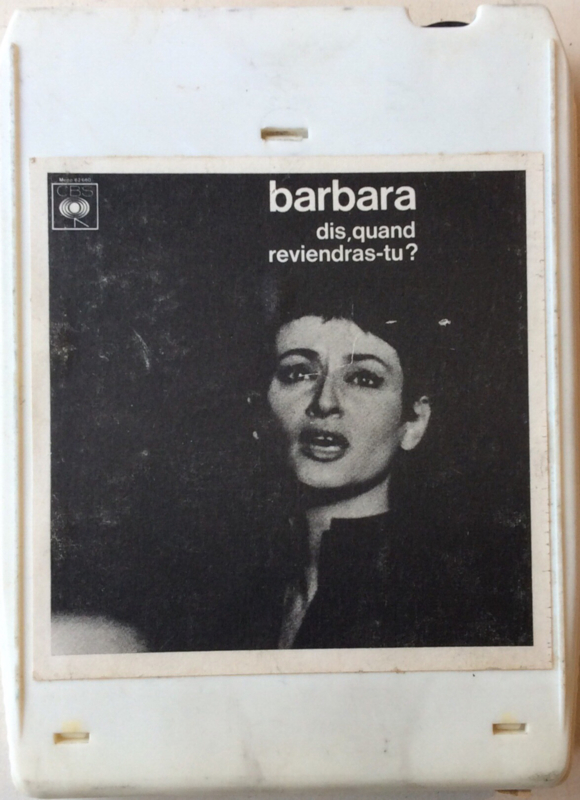 CBS
barbara
dis, quand
reviendras-tu?